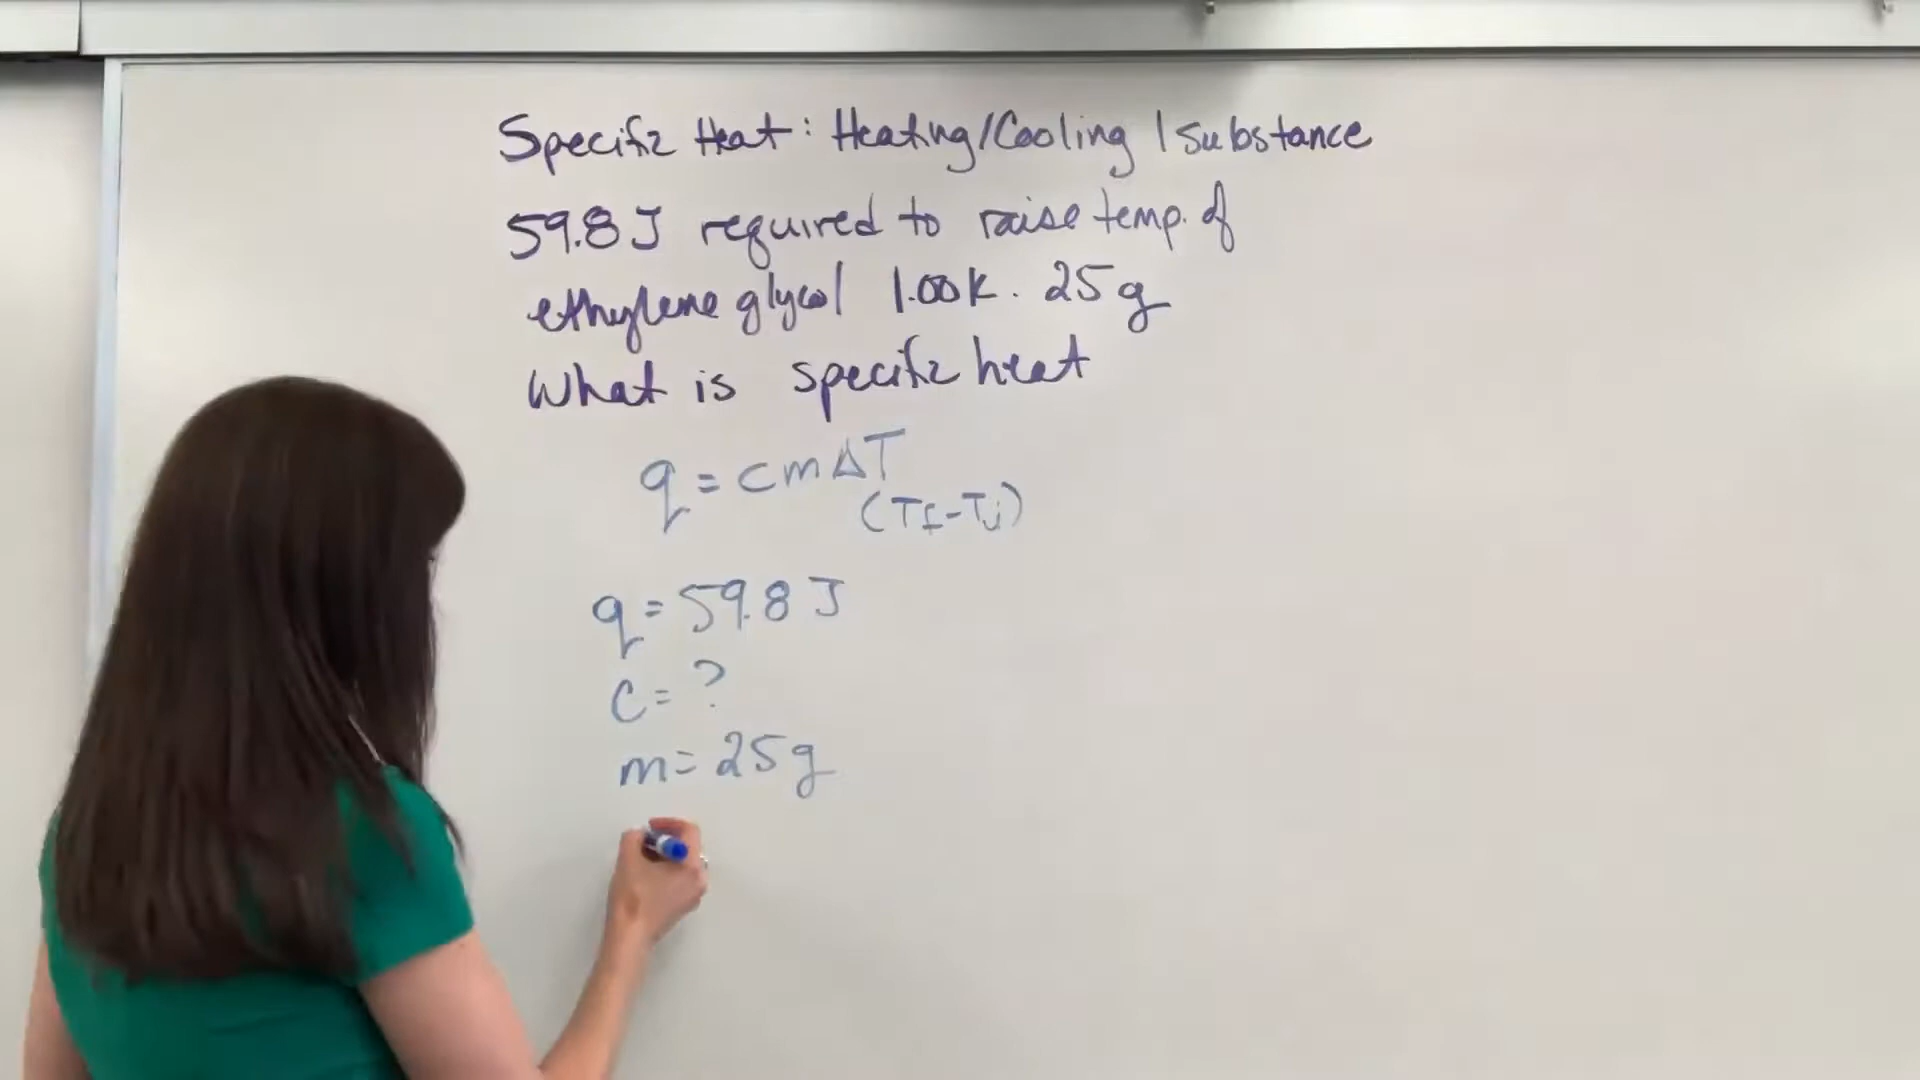 Specific Heat: Heating/Cooling 1 substance
59.8 J required to raise temp. of
ethylene glycol 1.00K. 25 g
What is specific heat
q = cmΔT
(Tf-Ti)
q = 59.8 J
c = ?
m = 25 g